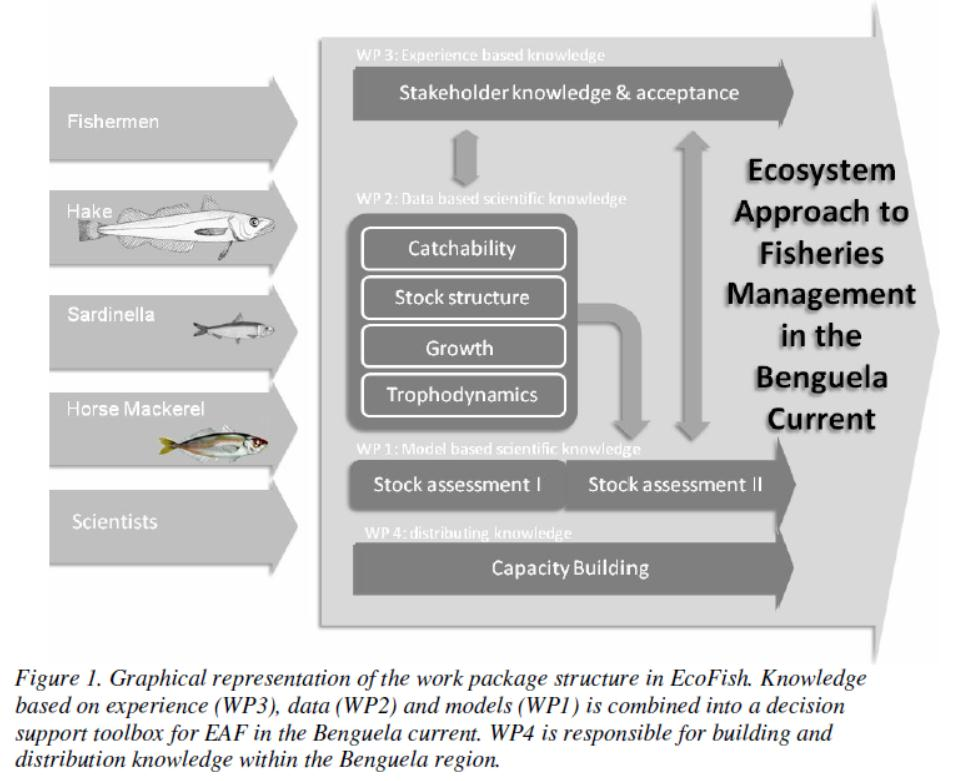 Fishermen
Hake
Sardinella
Horse Mackerel
Scientists
WP 3: Experience based knowledge
Stakeholder knowledge & acceptance
WP 2: Data based scientific knowledge
Catchability
Stock structure
Growth
Trophodynamics
WP 1: Model based scientific knowledge
Stock assessment I
Stock assessment II
WP 4: distributing knowledge
Capacity Building
Ecosystem
Approach to
Fisheries
Management
in the
Benguela
Current
Figure 1. Graphical representation of the work package structure in EcoFish. Knowledge
based on experience (WP3), data (WP2) and models (WP1) is combined into a decision
support toolbox for EAF in the Benguela current. WP4 is responsible for building and
distribution knowledge within the Benguela region.